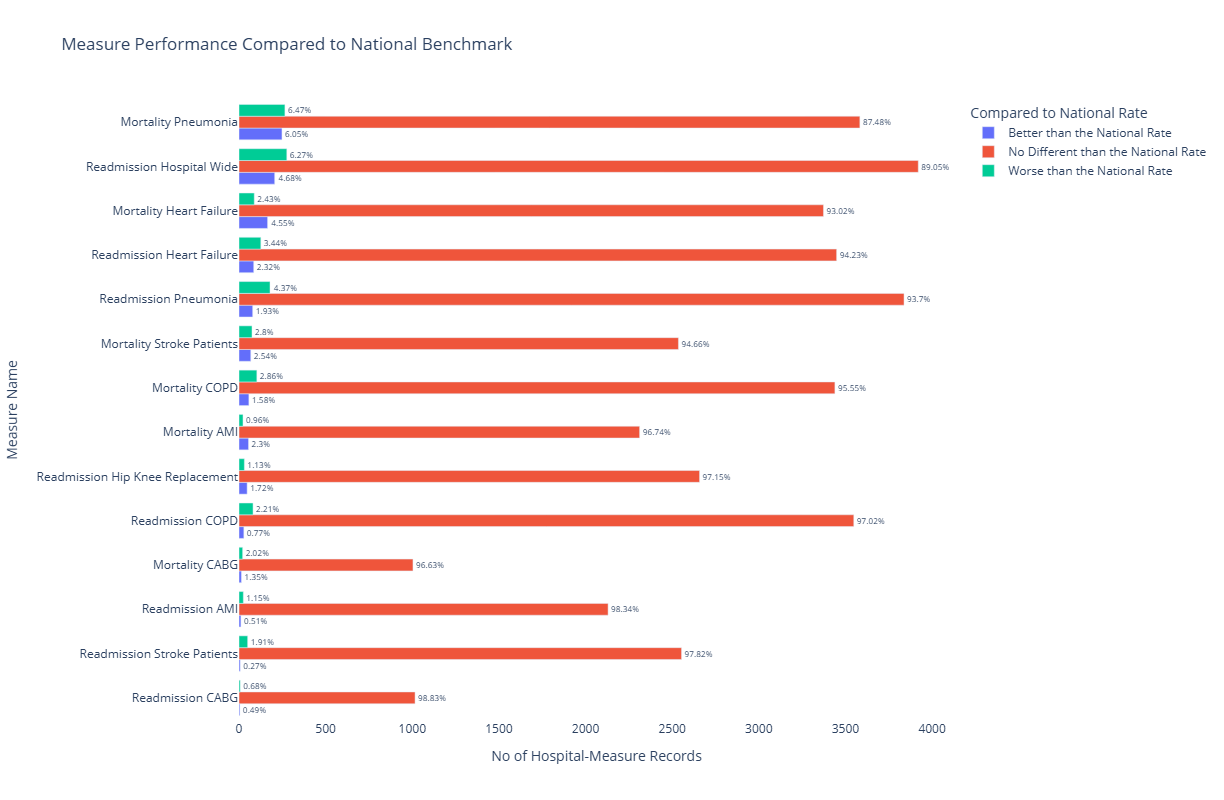 Measure Performance Compared to National Benchmark
Compared to National Rate
Better than the National Rate
No Different than the National Rate
Worse than the National Rate
Measure Name
Mortality Pneumonia
6.47%
87.48%
6.05%
Readmission Hospital Wide
6.27%
89.05%
4.68%
Mortality Heart Failure
2.43%
93.02%
4.55%
Readmission Heart Failure
3.44%
94.23%
2.32%
Readmission Pneumonia
4.37%
93.7%
1.93%
Mortality Stroke Patients
2.8%
94.66%
2.54%
Mortality COPD
2.86%
95.55%
1.58%
Mortality AMI
0.96%
96.74%
2.3%
Readmission Hip Knee Replacement
1.13%
97.15%
1.72%
Readmission COPD
2.21%
97.02%
0.77%
Mortality CABG
2.02%
96.63%
1.35%
Readmission AMI
1.15%
98.34%
0.51%
Readmission Stroke Patients
1.91%
97.82%
0.27%
Readmission CABG
0.68%
98.83%
0.49%
0 500 1000 1500 2000 2500 3000 3500 4000
No of Hospital-Measure Records